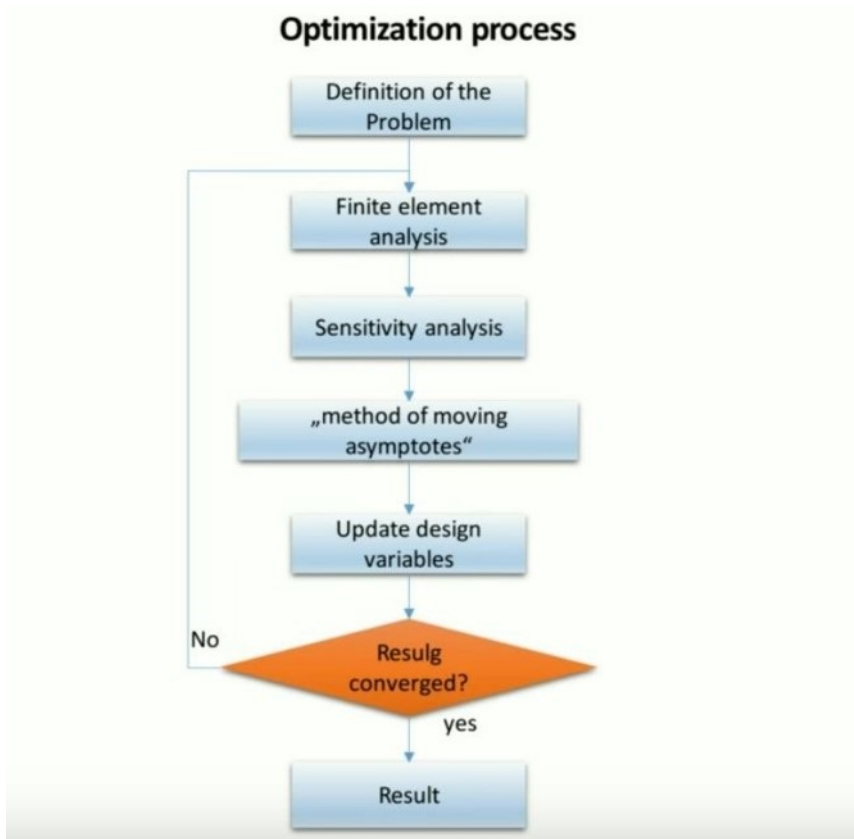 Optimization process
Definition of the
Problem
Finite element
analysis
Sensitivity analysis
„method of moving
asymptotes“
Update design
variables
No
Resulg
converged?
yes
Result